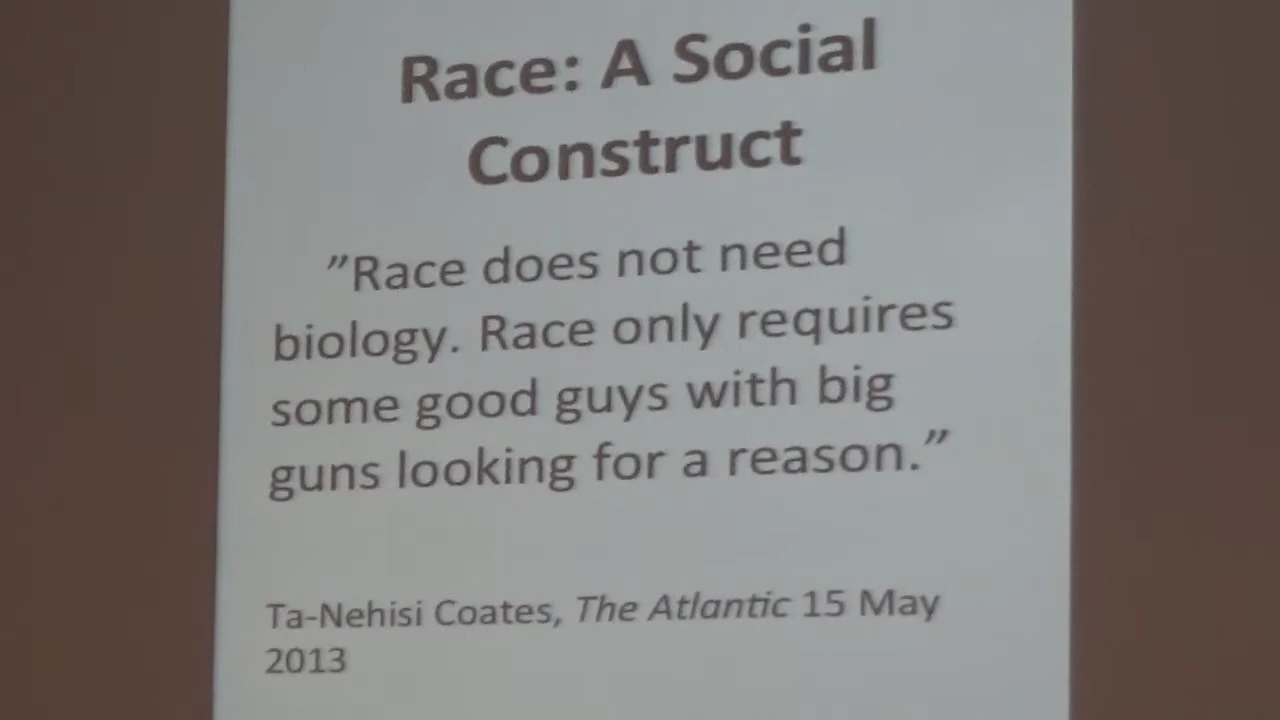 Race: A Social
Construct
"Race does not need
biology. Race only requires
some good guys with big
guns looking for a reason."
Ta-Nehisi Coates, The Atlantic 15 May
2013